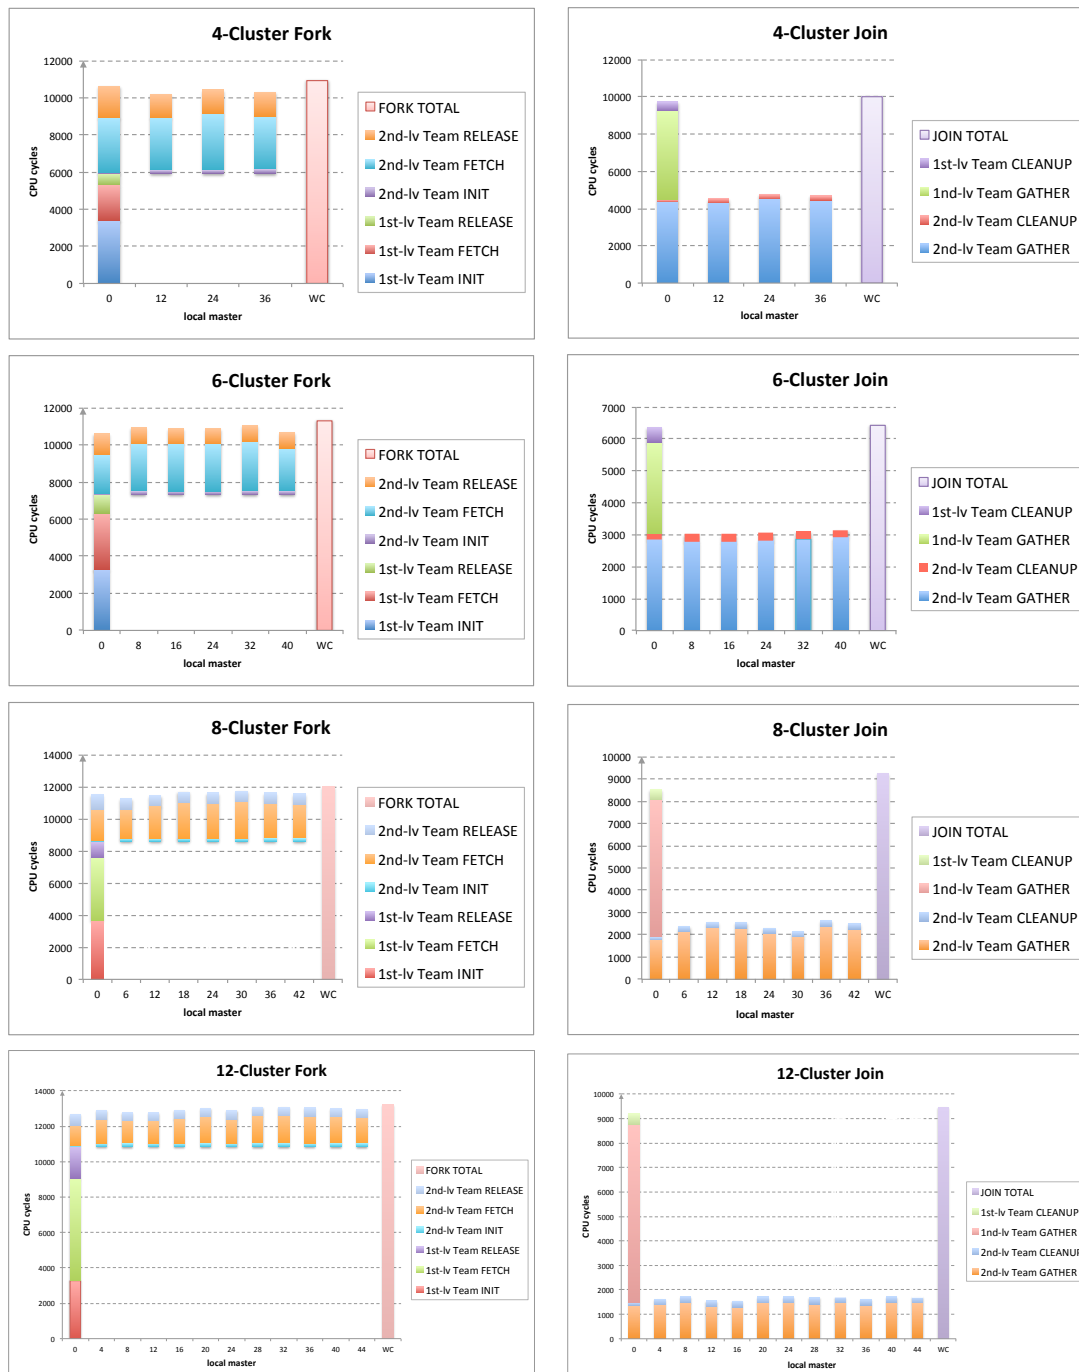 4-Cluster Fork
12000
10000
8000
6000
4000
2000
0
CPU cycles
0 12 24 36 WC
local master
FORK TOTAL
2nd-lv Team RELEASE
2nd-lv Team FETCH
2nd-lv Team INIT
1st-lv Team RELEASE
1st-lv Team FETCH
1st-lv Team INIT
4-Cluster Join
12000
10000
8000
6000
4000
2000
0
CPU cycles
0 12 24 36 WC
local master
JOIN TOTAL
1st-lv Team CLEANUP
1nd-lv Team GATHER
2nd-lv Team CLEANUP
2nd-lv Team GATHER
6-Cluster Fork
12000
10000
8000
6000
4000
2000
0
CPU cycles
0 8 16 24 32 40 WC
local master
FORK TOTAL
2nd-lv Team RELEASE
2nd-lv Team FETCH
2nd-lv Team INIT
1st-lv Team RELEASE
1st-lv Team FETCH
1st-lv Team INIT
6-Cluster Join
7000
6000
5000
4000
3000
2000
1000
0
CPU cycles
0 8 16 24 32 40 WC
local master
JOIN TOTAL
1st-lv Team CLEANUP
1nd-lv Team GATHER
2nd-lv Team CLEANUP
2nd-lv Team GATHER
8-Cluster Fork
14000
12000
10000
8000
6000
4000
2000
0
CPU cycles
0 6 12 18 24 30 36 42 WC
local master
FORK TOTAL
2nd-lv Team RELEASE
2nd-lv Team FETCH
2nd-lv Team INIT
1st-lv Team RELEASE
1st-lv Team FETCH
1st-lv Team INIT
8-Cluster Join
10000
9000
8000
7000
6000
5000
4000
3000
2000
1000
0
CPU cycles
0 6 12 18 24 30 36 42 WC
local master
JOIN TOTAL
1st-lv Team CLEANUP
1nd-lv Team GATHER
2nd-lv Team CLEANUP
2nd-lv Team GATHER
12-Cluster Fork
14000
12000
10000
8000
6000
4000
2000
0
CPU cycles
0 4 8 12 16 20 24 28 32 36 40 44 WC
local master
FORK TOTAL
2nd-lv Team RELEASE
2nd-lv Team FETCH
2nd-lv Team INIT
1st-lv Team RELEASE
1st-lv Team FETCH
1st-lv Team INIT
12-Cluster Join
10000
9000
8000
7000
6000
5000
4000
3000
2000
1000
0
CPU cycles
0 4 8 12 16 20 24 28 32 36 40 44 WC
local master
JOIN TOTAL
1st-lv Team CLEANUP
1nd-lv Team GATHER
2nd-lv Team CLEANUP
2nd-lv Team GATHER